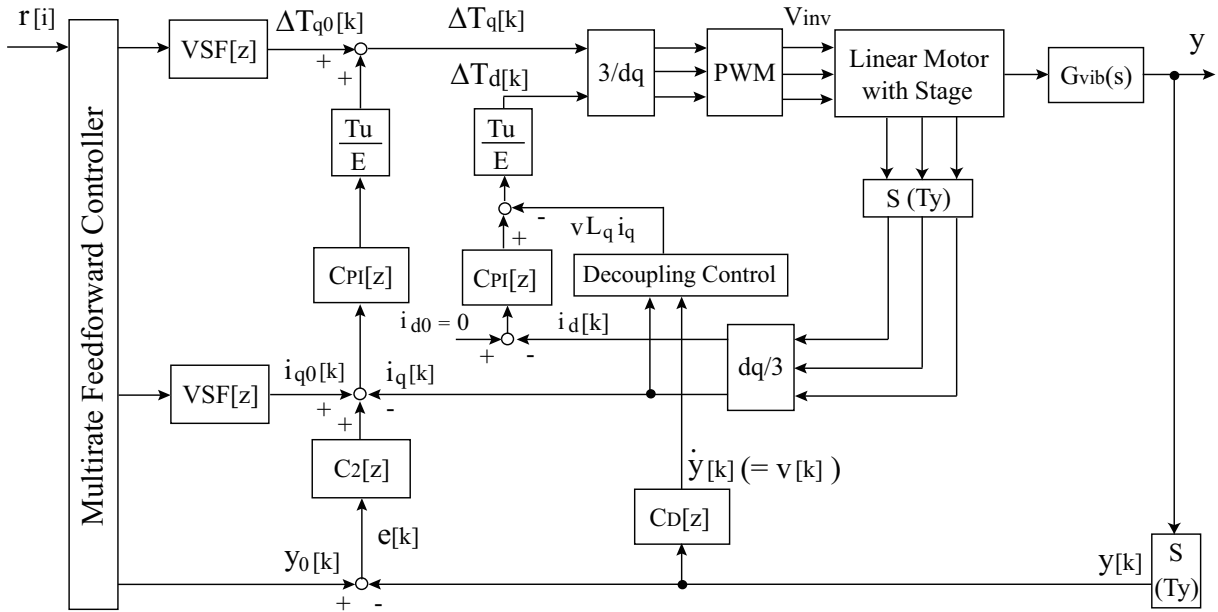 r[i]
VSF[z]
ΔTq0[k]
ΔTq[k]
Vinv
y
+
+
3/dq
PWM
Linear Motor
with Stage
Gvib(s)
ΔTd[k]
Tu
E
Tu
E
S (Ty)
-
+
vLq iq
CPI[z]
CPI[z]
Decoupling Control
id0 = 0
id[k]
+
-
dq/3
Multirate Feedforward Controller
VSF[z]
iq0[k]
iq[k]
+
+
-
C2[z]
ẏ[k] (= v[k] )
CD[z]
e[k]
y0[k]
y[k]
S
(Ty)
+
-